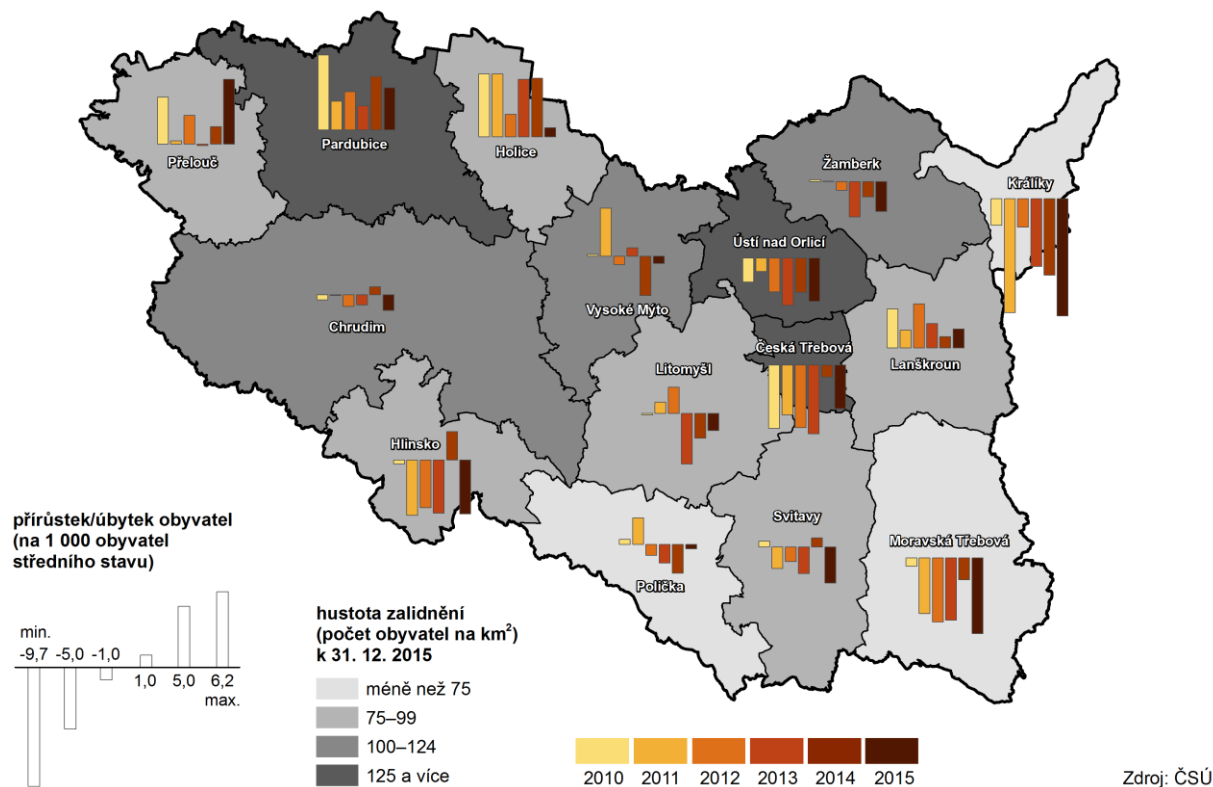 Přelouč
Pardubice
Holice
Žamberk
Králíky
Ústí nad Orlicí
Vysoké Mýto
Chrudim
Česká Třebová
Litomyšl
Lanškroun
Hlinsko
Svitavy
Moravská Třebová
Polička
přírůstek/úbytek obyvatel
(na 1 000 obyvatel
středního stavu)
min.
-9,7 -5,0 -1,0
1,0 5,0 6,2
max.
hustota zalidnění
(počet obyvatel na km²)
k 31. 12. 2015
méně než 75
75–99
100–124
125 a více
2010 2011 2012 2013 2014 2015
Zdroj: ČSÚ